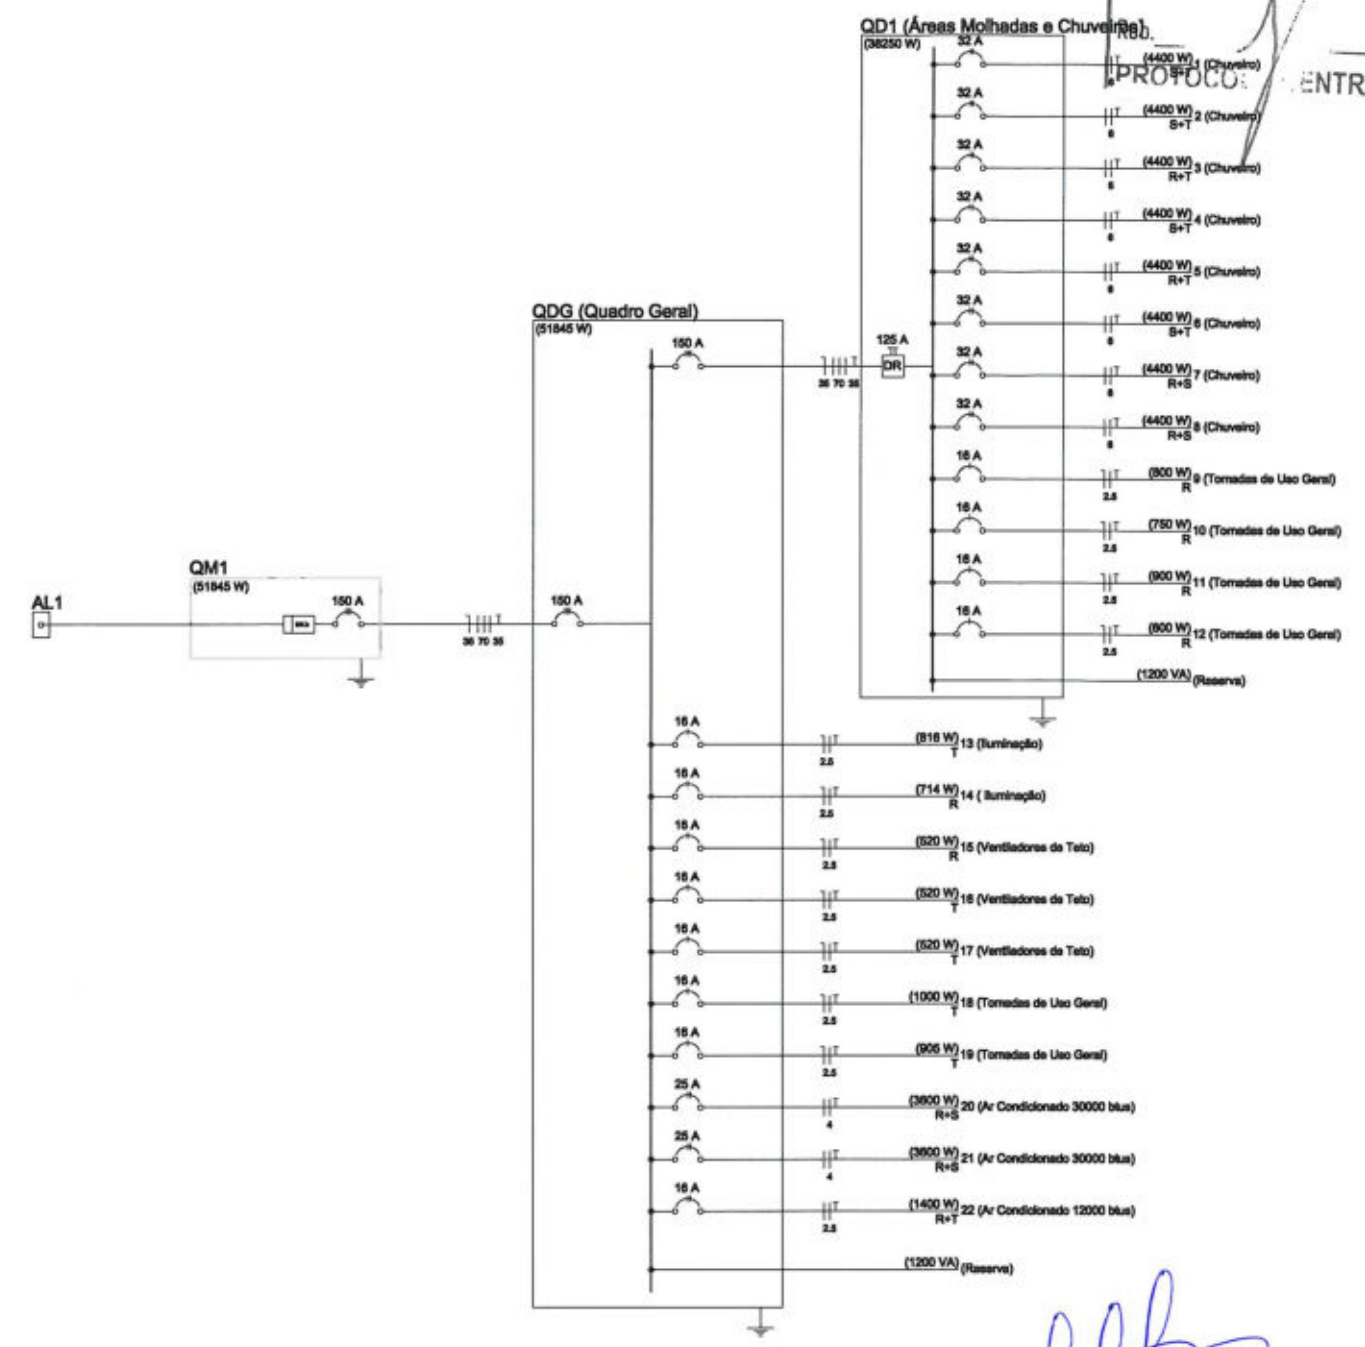 QD1 (Áreas Molhadas e Chuveiros)
(38250 W)
PROTOCO ENTR
32 A
(4400 W) 1 (Chuveiro)
S+T
6
32 A
(4400 W) 2 (Chuveiro)
S+T
6
32 A
(4400 W) 3 (Chuveiro)
R+T
6
32 A
(4400 W) 4 (Chuveiro)
S+T
6
32 A
(4400 W) 5 (Chuveiro)
R+T
6
32 A
(4400 W) 6 (Chuveiro)
S+T
6
125 A
DR
32 A
(4400 W) 7 (Chuveiro)
R+S
6
32 A
(4400 W) 8 (Chuveiro)
R+S
6
16 A
(800 W) 9 (Tomadas de Uso Geral)
R
2.5
16 A
(750 W) 10 (Tomadas de Uso Geral)
R
2.5
16 A
(900 W) 11 (Tomadas de Uso Geral)
R
2.5
16 A
(600 W) 12 (Tomadas de Uso Geral)
R
2.5
(1200 VA) (Reserva)
QDG (Quadro Geral)
(51845 W)
150 A
T T
35 70 35
QM1
(51845 W)
AL1
150 A
T
35 70 35
150 A
16 A
(816 W) 13 (Iluminação)
T
2.5
16 A
(714 W) 14 ( Iluminação)
R
2.5
16 A
(520 W) 15 (Ventiladores de Teto)
R
2.5
16 A
(520 W) 16 (Ventiladores de Teto)
T
2.5
16 A
(520 W) 17 (Ventiladores de Teto)
T
2.5
16 A
(1000 W) 18 (Tomadas de Uso Geral)
T
2.5
16 A
(905 W) 19 (Tomadas de Uso Geral)
T
2.5
25 A
(3600 W) 20 (Ar Condicionado 30000 btus)
R+S
4
25 A
(3600 W) 21 (Ar Condicionado 30000 btus)
R+S
4
16 A
(1400 W) 22 (Ar Condicionado 12000 btus)
R+T
2.5
(1200 VA) (Reserva)